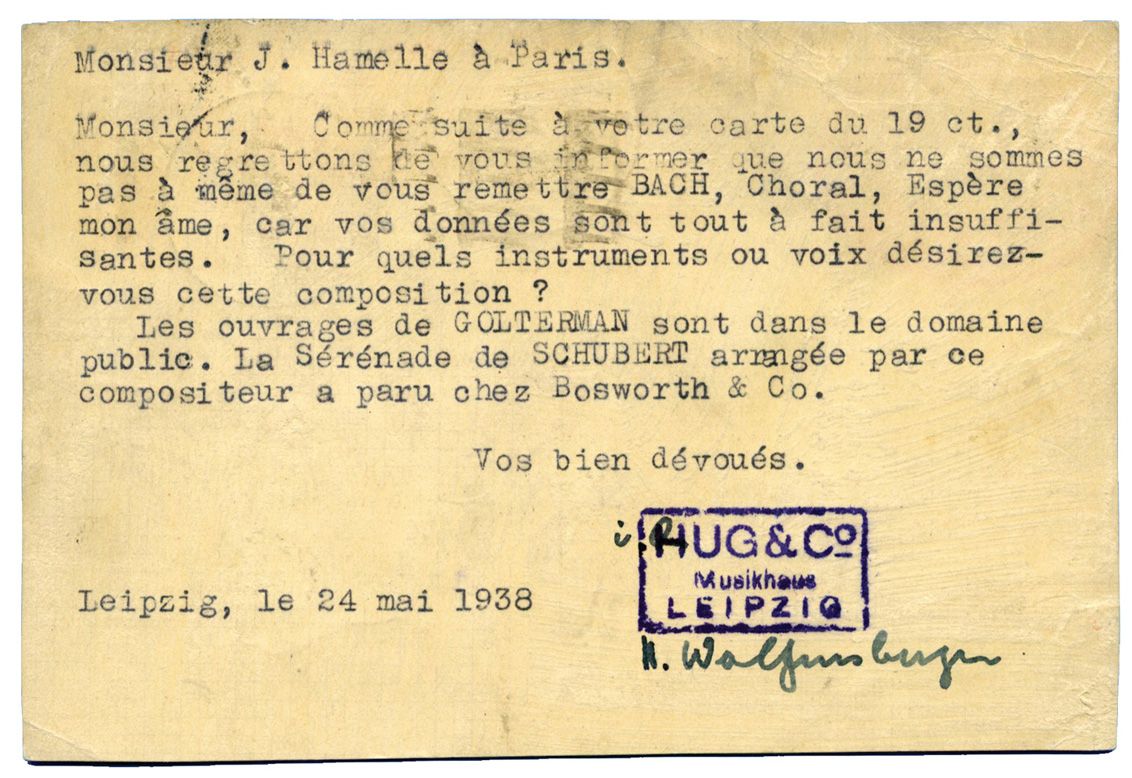 Monsieur J. Hamelle à Paris.
Monsieur, Comme suite à votre carte du 19 ct.,
nous regrettons de vous informer que nous ne sommes
pas à même de vous remettre BACH, Choral, Espère
mon âme, car vos données sont tout à fait insuffi-
santes. Pour quels instruments ou voix désirez-
vous cette composition ?
Les ouvrages de GOLTERMAN sont dans le domaine
public. La Sérénade de SCHUBERT arrangée par ce
compositeur a paru chez Bosworth & Co.
Vos bien dévoués.
HUG & Cº
Musikhaus
LEIPZIG
Leipzig, le 24 mai 1938